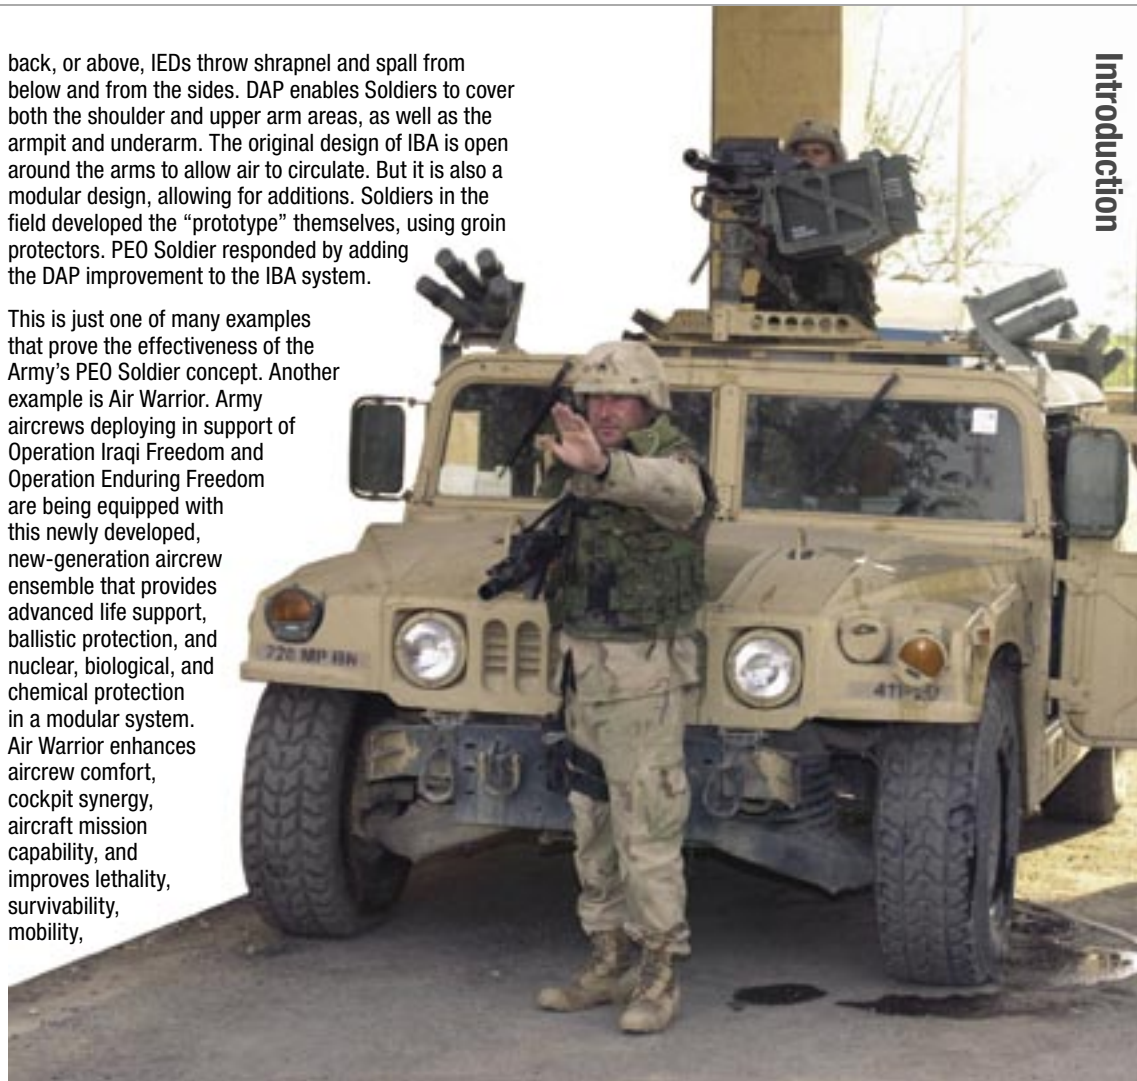 Introduction
back, or above, IEDs throw shrapnel and spall from
below and from the sides. DAP enables Soldiers to cover
both the shoulder and upper arm areas, as well as the
armpit and underarm. The original design of IBA is open
around the arms to allow air to circulate. But it is also a
modular design, allowing for additions. Soldiers in the
field developed the “prototype” themselves, using groin
protectors. PEO Soldier responded by adding
the DAP improvement to the IBA system.
This is just one of many examples
that prove the effectiveness of the
Army’s PEO Soldier concept. Another
example is Air Warrior. Army
aircrews deploying in support of
Operation Iraqi Freedom and
Operation Enduring Freedom
are being equipped with
this newly developed,
new-generation aircrew
ensemble that provides
advanced life support,
ballistic protection, and
nuclear, biological, and
chemical protection
in a modular system.
Air Warrior enhances
aircrew comfort,
cockpit synergy,
aircraft mission
capability, and
improves lethality,
survivability,
mobility,
MP BN